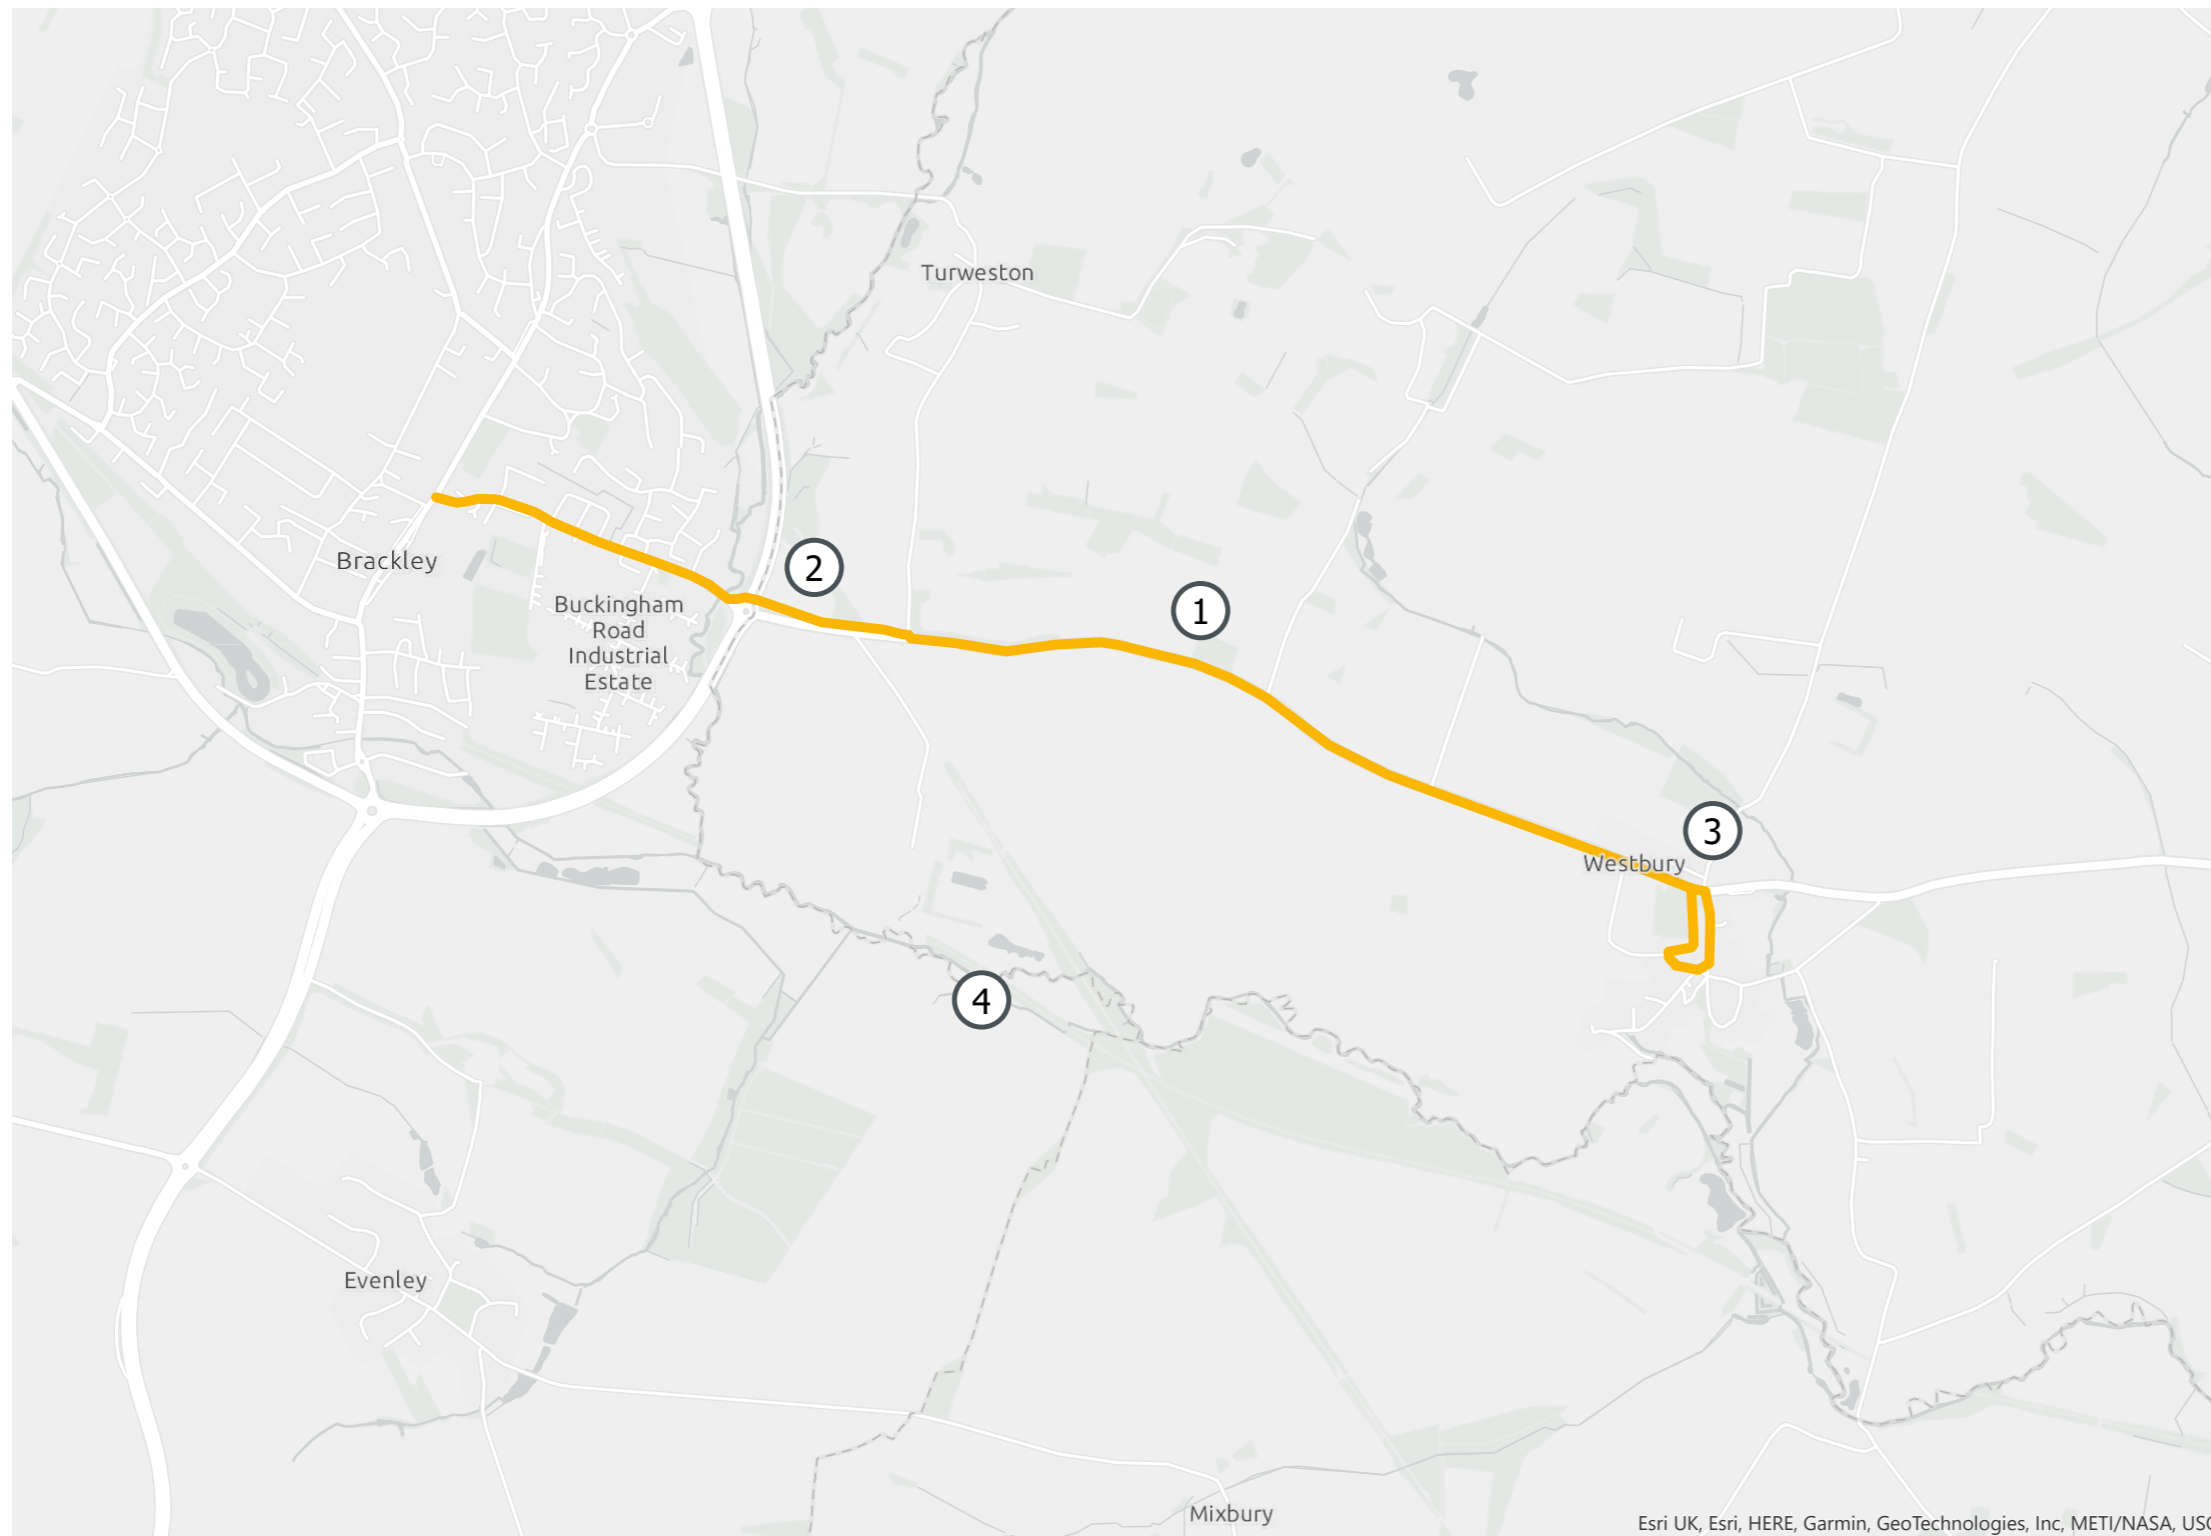 Turweston
2
1
Brackley
Buckingham
Road
Industrial
Estate
3
Westbury
4
Evenley
Mixbury
Esri UK, Esri, HERE, Garmin, GeoTechnologies, Inc, METI/NASA, US